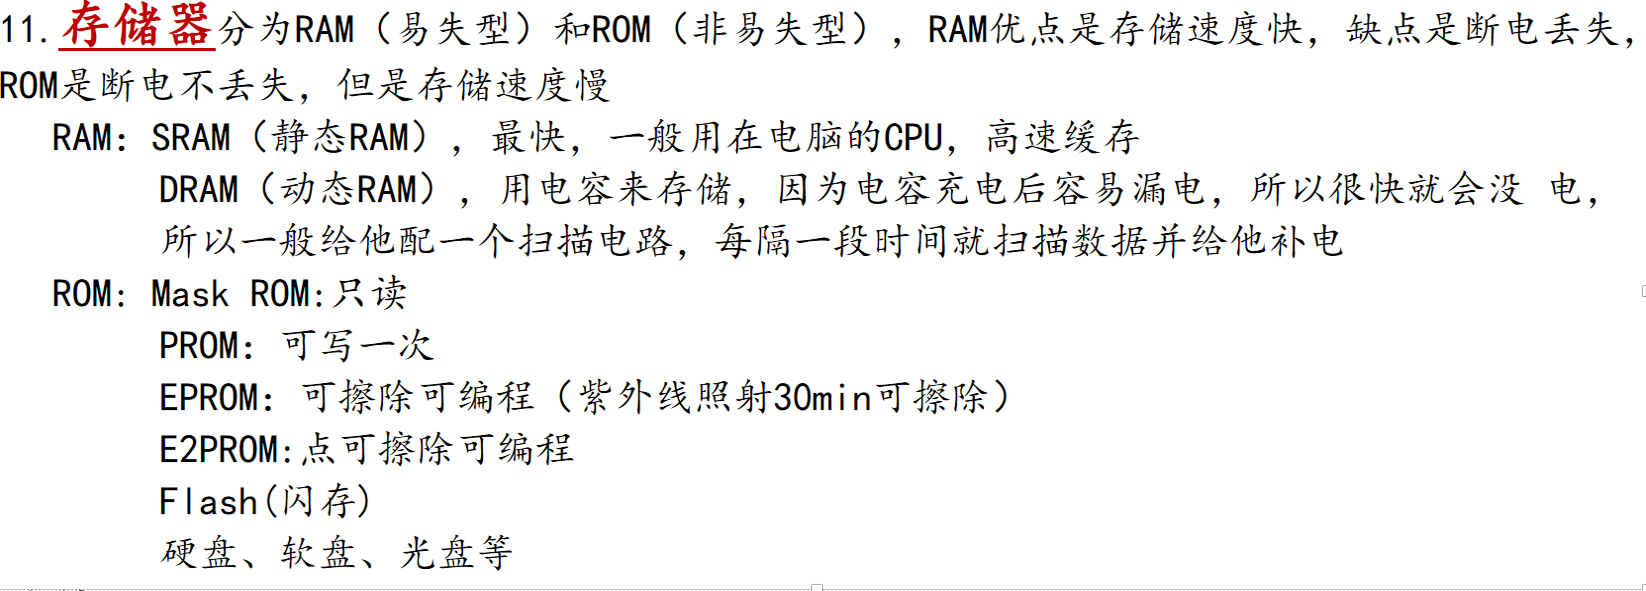 11.存储器分为RAM（易失型）和ROM（非易失型），RAM优点是存储速度快，缺点是断电丢失，
ROM是断电不丢失，但是存储速度慢
RAM：SRAM（静态RAM），最快，一般用在电脑的CPU，高速缓存
DRAM（动态RAM），用电容来存储，因为电容充电后容易漏电，所以很快就会没 电，
所以一般给他配一个扫描电路，每隔一段时间就扫描数据并给他补电
ROM: Mask ROM:只读
PROM：可写一次
EPROM：可擦除可编程（紫外线照射30min可擦除）
E2PROM:点可擦除可编程
Flash(闪存)
硬盘、软盘、光盘等